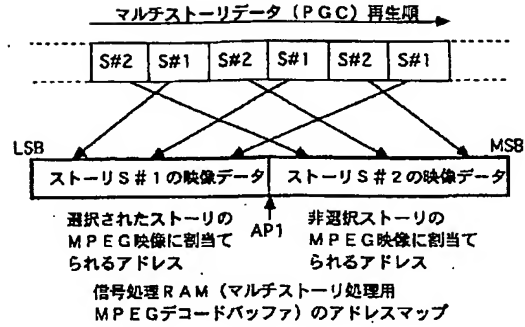 マルチストーリデータ (PGC) 再生順
S#2 S#1 S#2 S#1 S#2 S#1
LSB
MSB
ストーリS#1の映像データ
ストーリS#2の映像データ
選択されたストーリの
MPEG映像に割当て
られるアドレス
AP1
非選択ストーリの
MPEG映像に割当て
られるアドレス
信号処理RAM (マルチストーリ処理用
MPEGデコードバッファ) のアドレスマップ